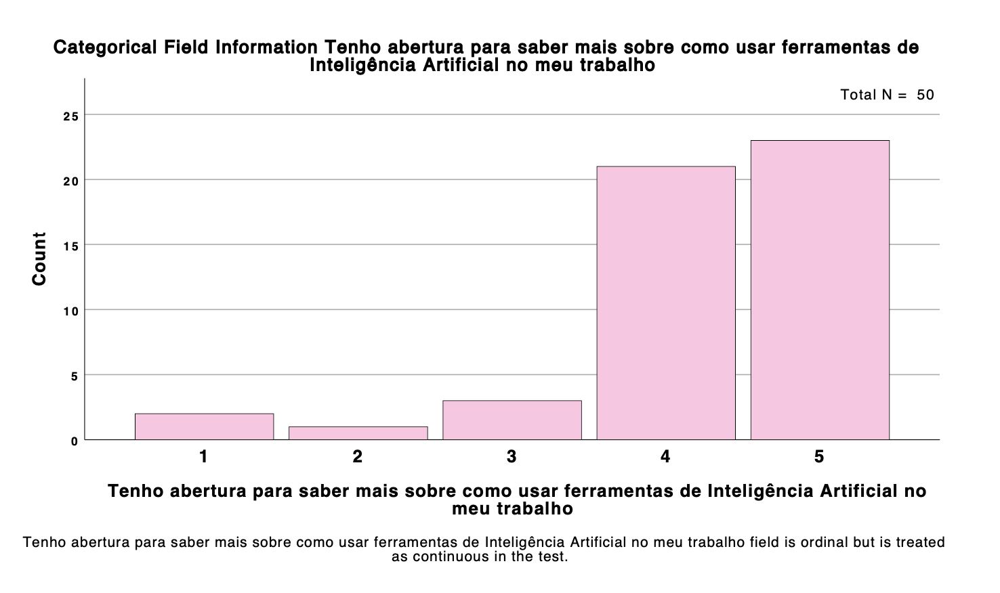 Categorical Field Information Tenho abertura para saber mais sobre como usar ferramentas de
Inteligência Artificial no meu trabalho
Total N = 50
25
20
15
10
5
0
Count
1 2 3 4 5
Tenho abertura para saber mais sobre como usar ferramentas de Inteligência Artificial no
meu trabalho
Tenho abertura para saber mais sobre como usar ferramentas de Inteligência Artificial no meu trabalho field is ordinal but is treated
as continuous in the test.